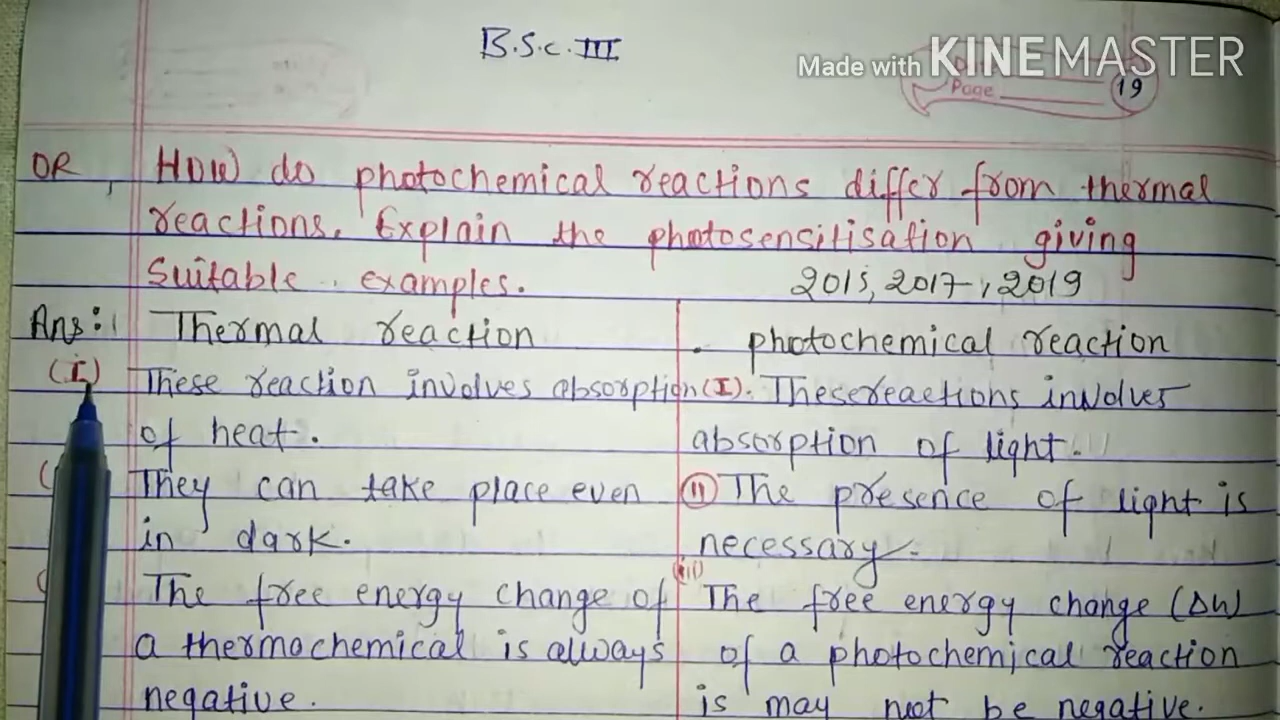 B.Sc. III
Made with KINEMASTER
Page 19
OR, How do photochemical reactions differ from thermal
reactions. Explain the photosensitisation giving
Suitable examples. 2015, 2017, 2019
Ans:- Thermal reaction
(I) These reaction involves absorption
of heat.
They can take place even
in dark.
The free energy change of
a thermochemical is always
negative.
photochemical reaction
(I). These reactions involves
absorption of light.
(II) The presence of light is
necessary.
(III) The free energy change
of a photochemical reaction
is may not be negative.